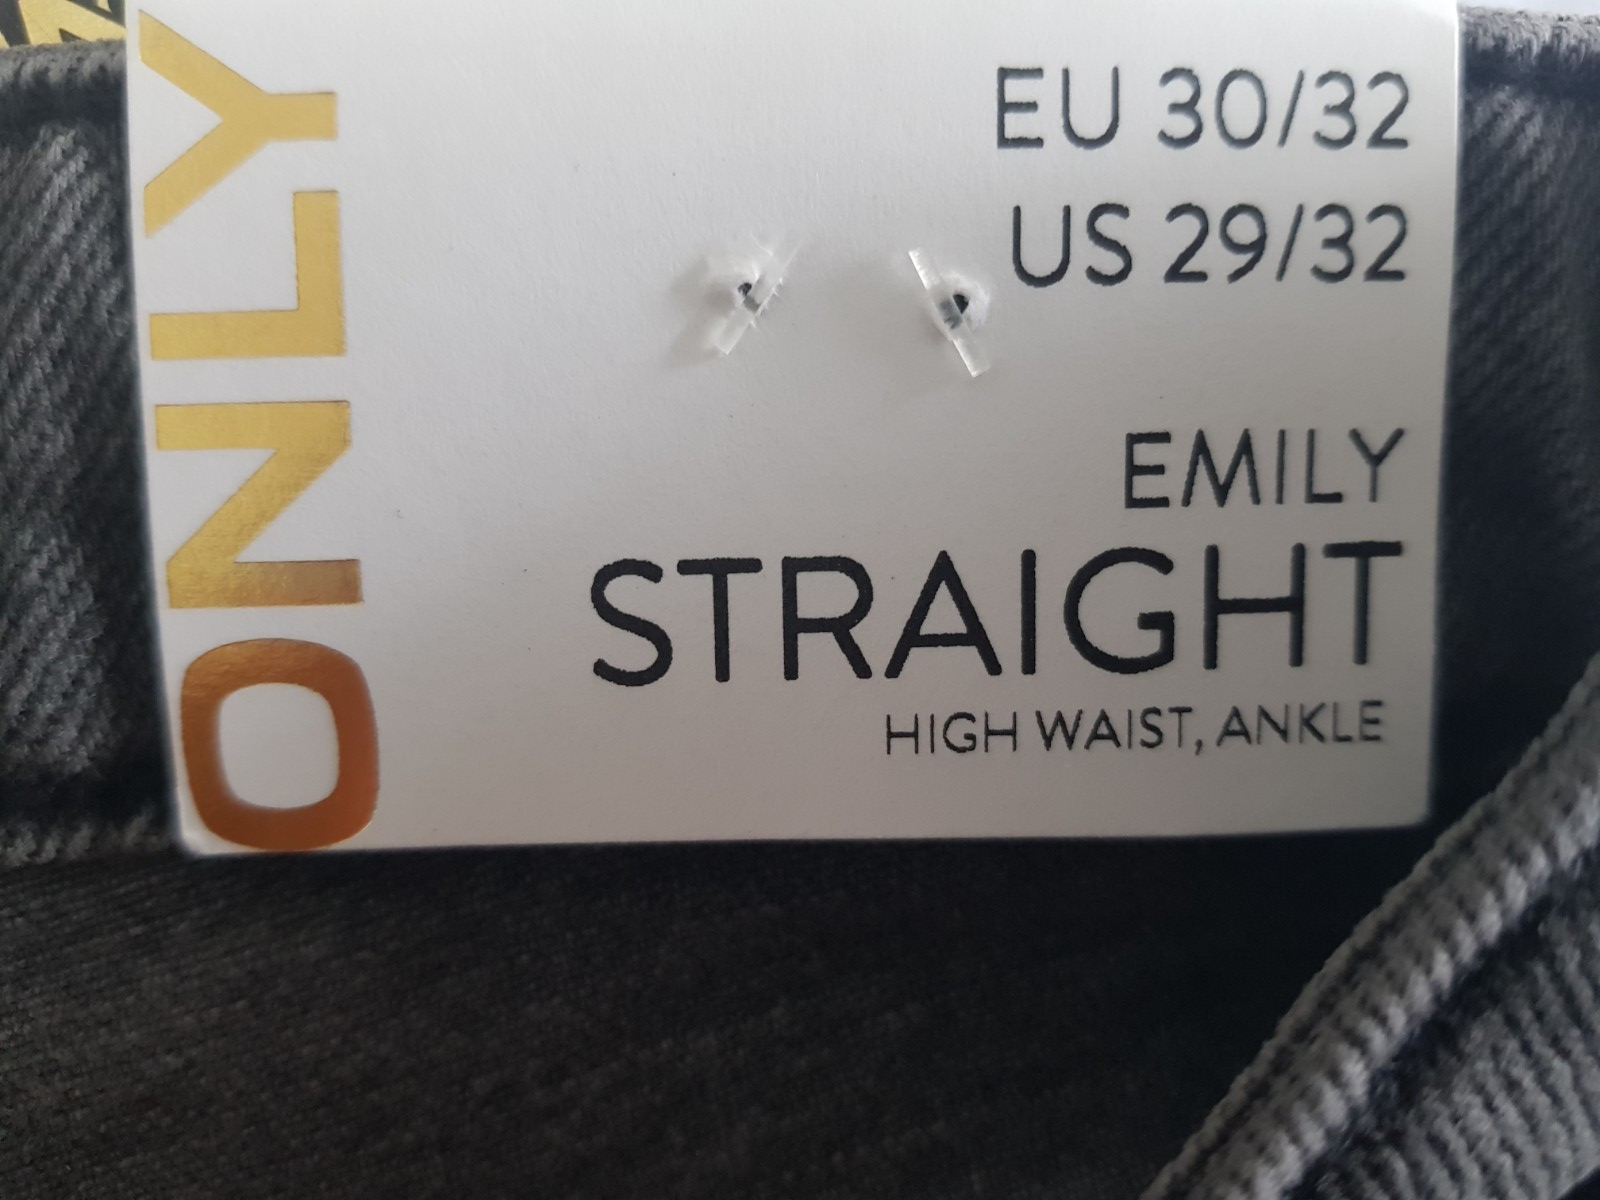 ONLY
EU 30/32
US 29/32
EMILY
STRAIGHT
HIGH WAIST, ANKLE